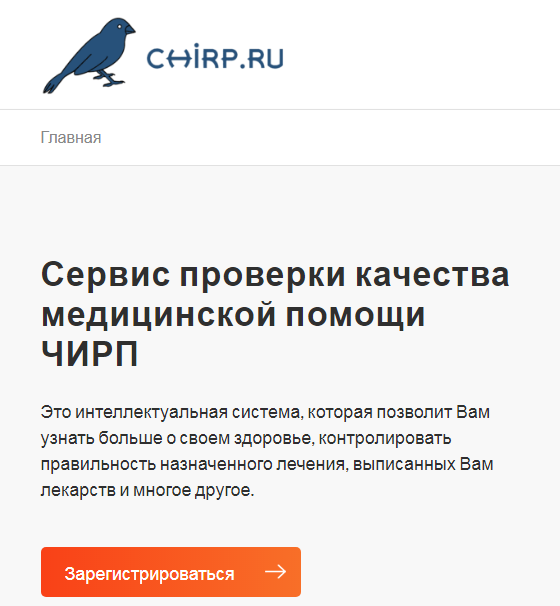 CHIRP.RU
Главная
Сервис проверки качества
медицинской помощи
ЧИРП
Это интеллектуальная система, которая позволит Вам
узнать больше о своем здоровье, контролировать
правильность назначенного лечения, выписанных Вам
лекарств и многое другое.
Зарегистрироваться